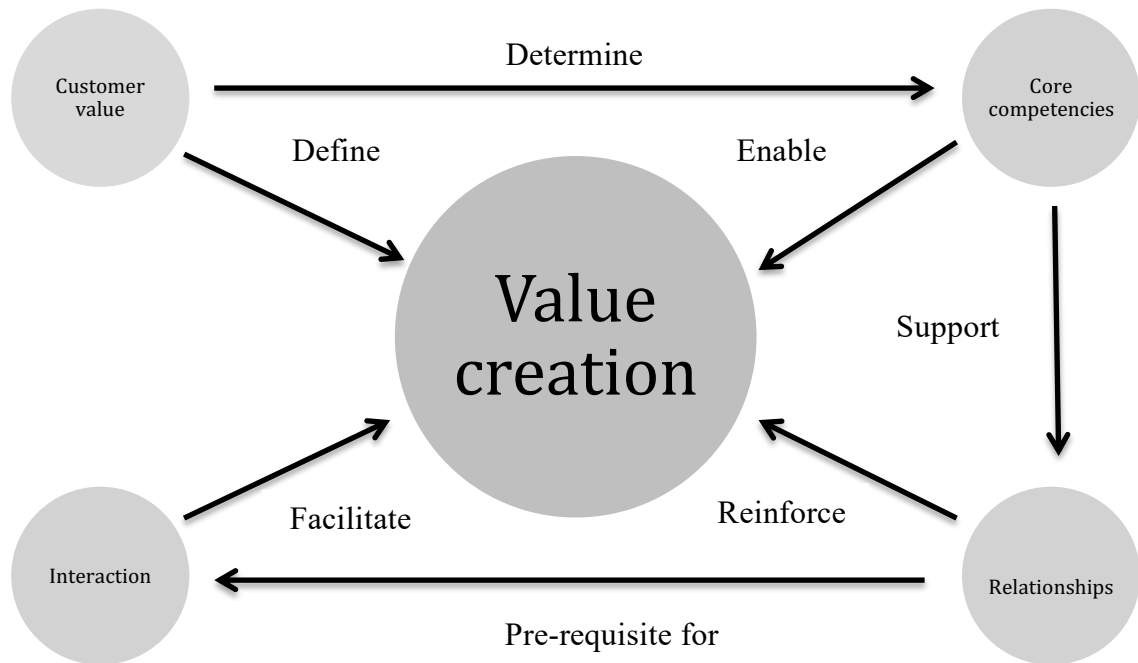 Determine
Customer
value
Core
competencies
Define
Enable
Value
creation
Support
Facilitate
Reinforce
Interaction
Relationships
Pre-requisite for